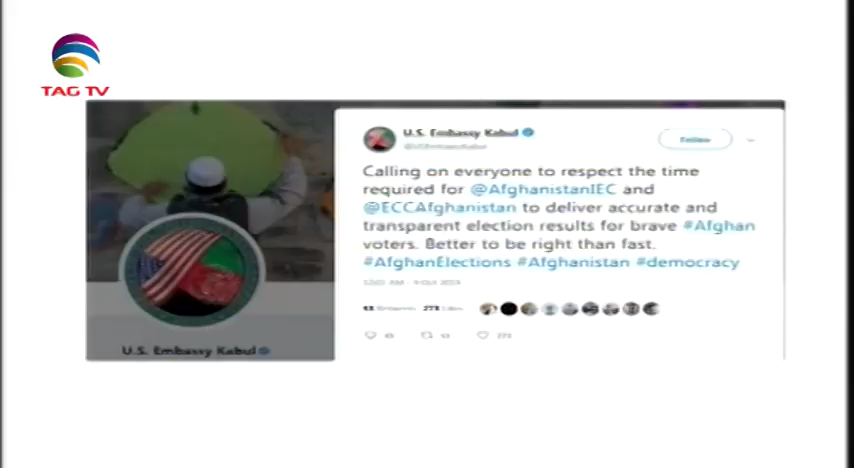 TAG TV
U.S. Embassy Kabul
Follow
Calling on everyone to respect the time
required for @AfghanistanIEC and
@ECCAfghanistan to deliver accurate and
transparent election results for brave #Afghan
voters. Better to be right than fast.
#AfghanElections #Afghanistan #democracy
U.S. Embassy Kabul